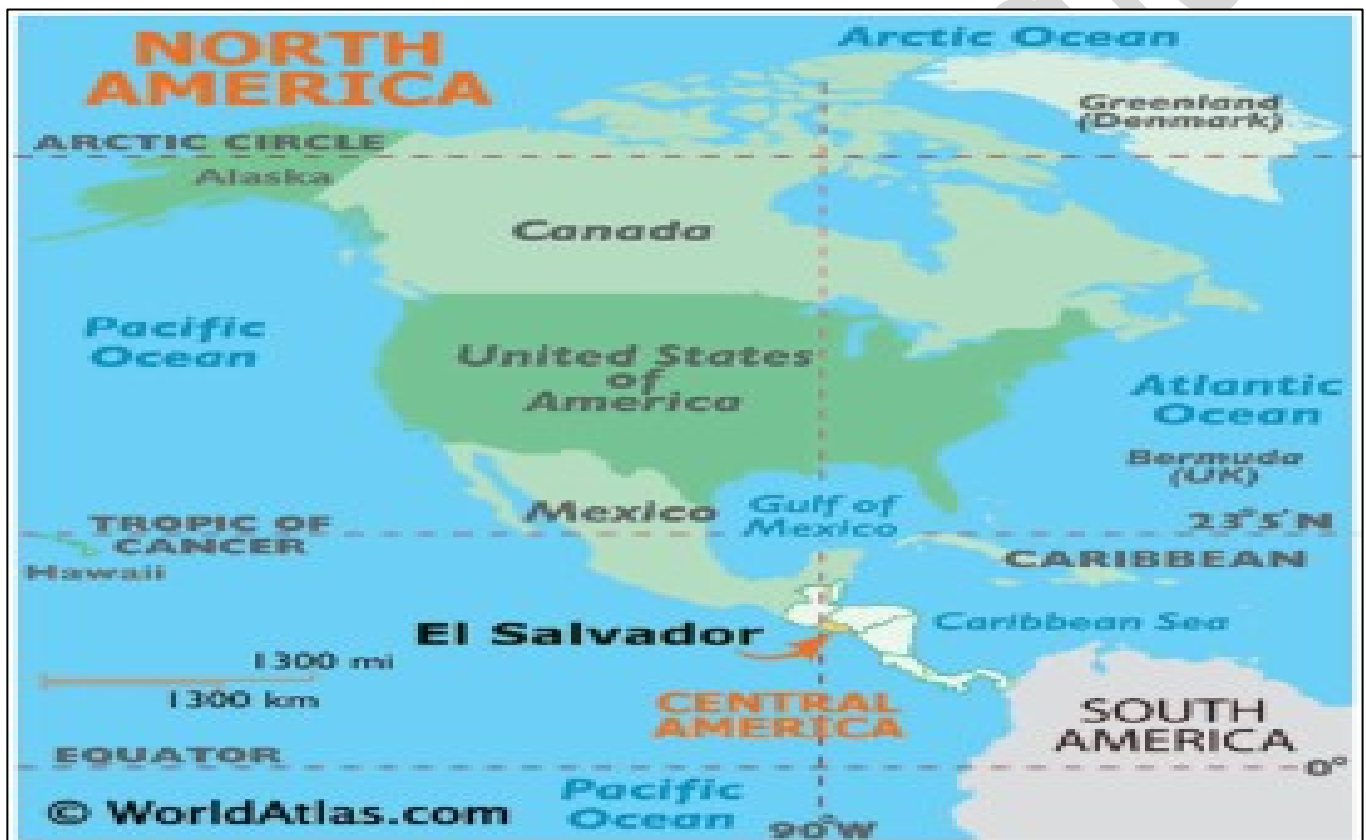 NORTH
AMERICA
Arctic Ocean
Greenland
(Denmark)
ARCTIC CIRCLE
Alaska
Canada
Pacific
Ocean
United States
of
America
Atlantic
Ocean
Bermuda
(UK)
Mexico
Gulf of
Mexico
TROPIC OF
CANCER
23°5'N
Hawaii
CARIBBEAN
El Salvador
Caribbean Sea
1300 mi
1300 km
CENTRAL
AMERICA
SOUTH
AMERICA
EQUATOR
0°
© WorldAtlas.com
Pacific
Ocean
90°W